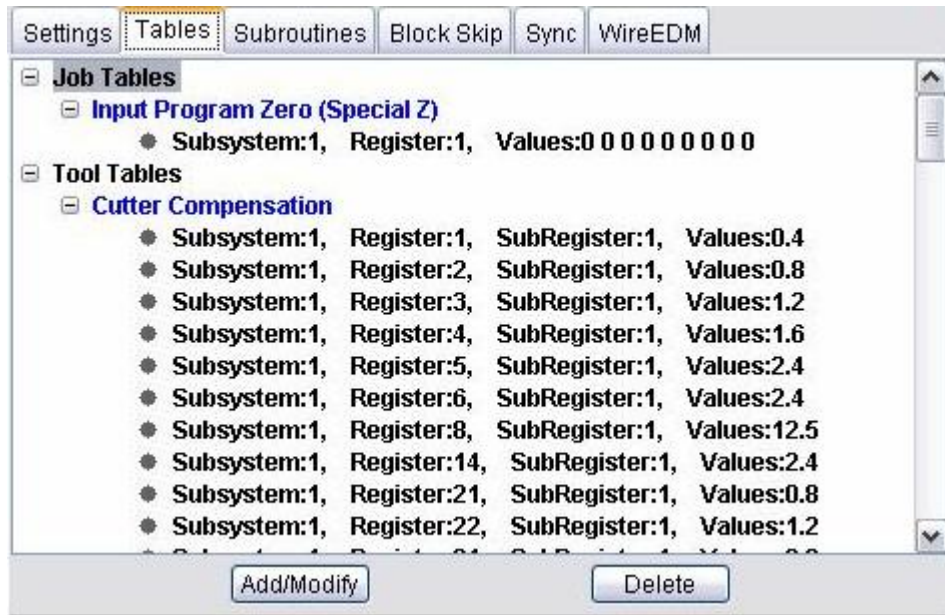 Settings Tables Subroutines Block Skip Sync WireEDM
Job Tables
Input Program Zero (Special Z)
Subsystem:1, Register:1, Values:0 0 0 0 0 0 0 0 0
Tool Tables
Cutter Compensation
Subsystem:1, Register:1, SubRegister:1, Values:0.4
Subsystem:1, Register:2, SubRegister:1, Values:0.8
Subsystem:1, Register:3, SubRegister:1, Values:1.2
Subsystem:1, Register:4, SubRegister:1, Values:1.6
Subsystem:1, Register:5, SubRegister:1, Values:2.4
Subsystem:1, Register:6, SubRegister:1, Values:2.4
Subsystem:1, Register:8, SubRegister:1, Values:12.5
Subsystem:1, Register:14, SubRegister:1, Values:2.4
Subsystem:1, Register:21, SubRegister:1, Values:0.8
Subsystem:1, Register:22, SubRegister:1, Values:1.2
Add/Modify Delete